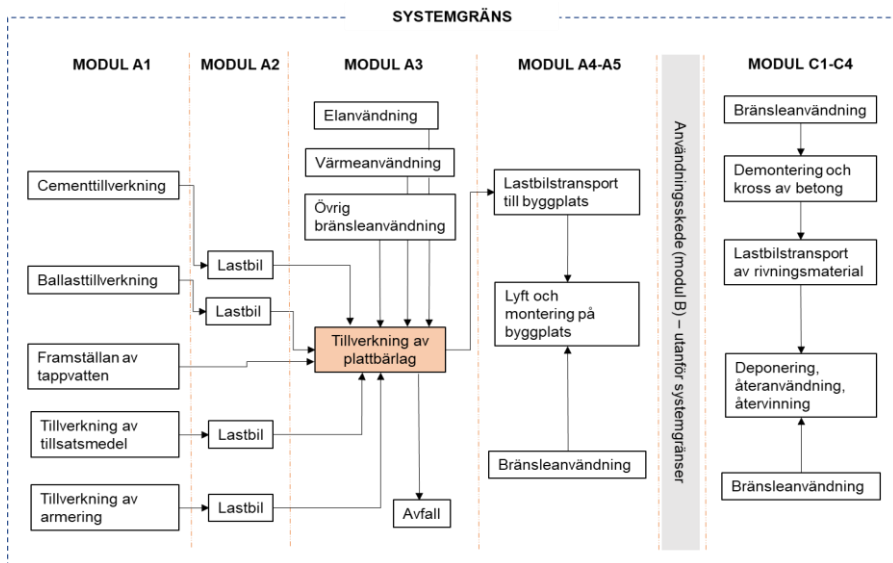 SYSTEMGRÄNS
MODUL A1
MODUL A2
MODUL A3
MODUL A4-A5
MODUL C1-C4
Cementtillverkning
Ballasttillverkning
Framställan av
tappvatten
Tillverkning av
tillsatsmedel
Tillverkning av
armering
Lastbil
Lastbil
Lastbil
Lastbil
Elanvändning
Värmeanvändning
Övrig
bränsleanvändning
Tillverkning av
plattbärlag
Avfall
Lastbilstransport
till byggplats
Lyft och
montering på
byggplats
Bränsleanvändning
Användningsskede (modul B) – utanför systemgränser
Bränsleanvändning
Demontering och
kross av betong
Lastbilstransport
av rivningsmaterial
Deponering,
återanvändning,
återvinning
Bränsleanvändning